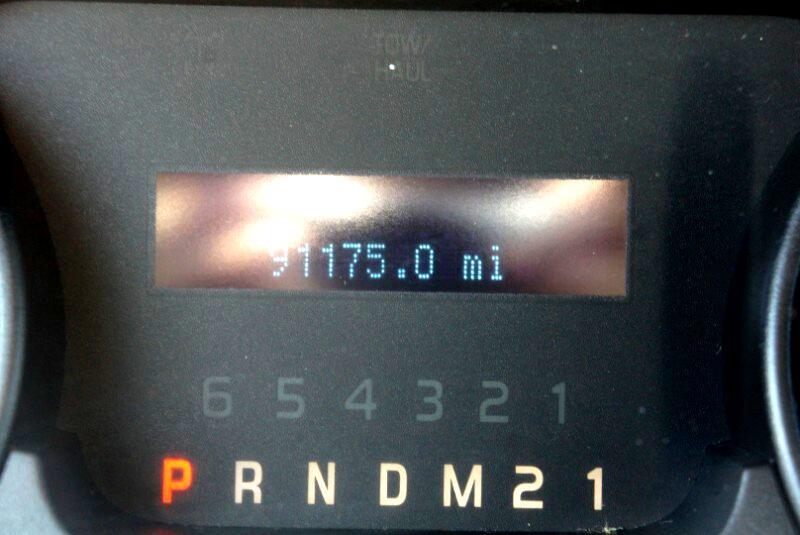 TOW/
HAUL
91175.0 mi
6 5 4 3 2 1
P R N D M 2 1